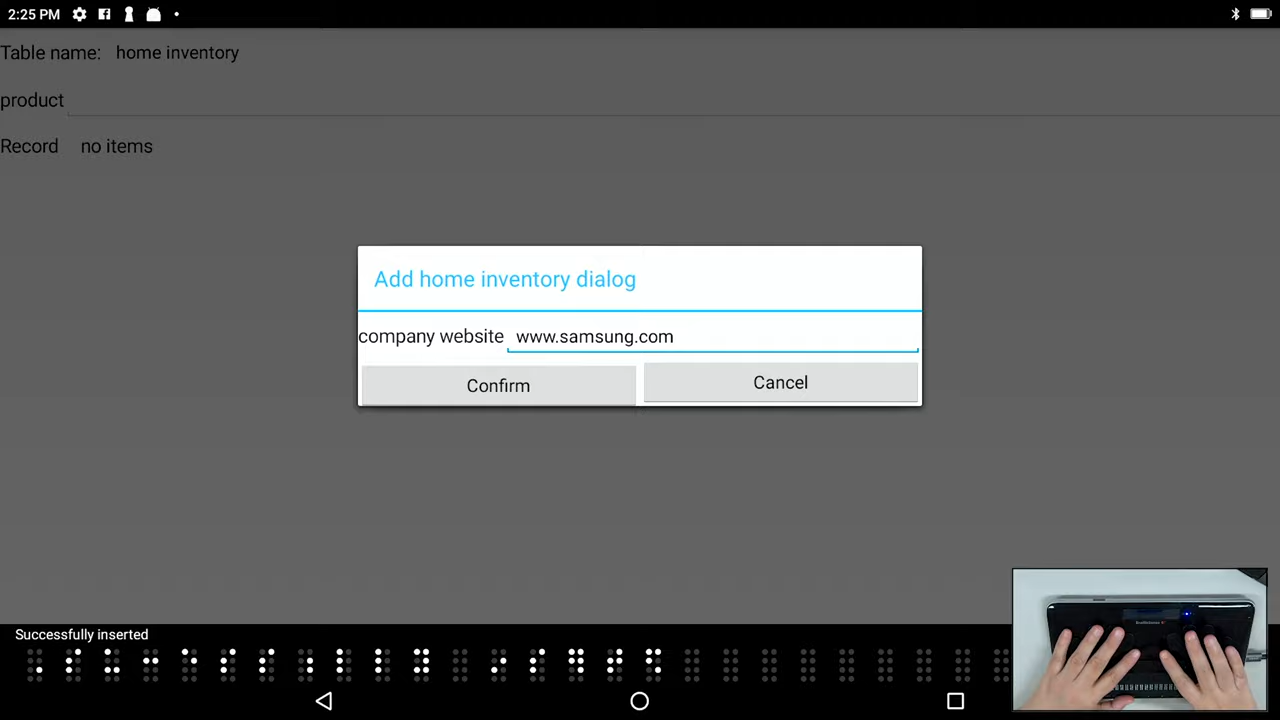 2:25 PM
Table name: home inventory
product
Record no items
Add home inventory dialog
company website www.samsung.com
Confirm Cancel
Successfully inserted